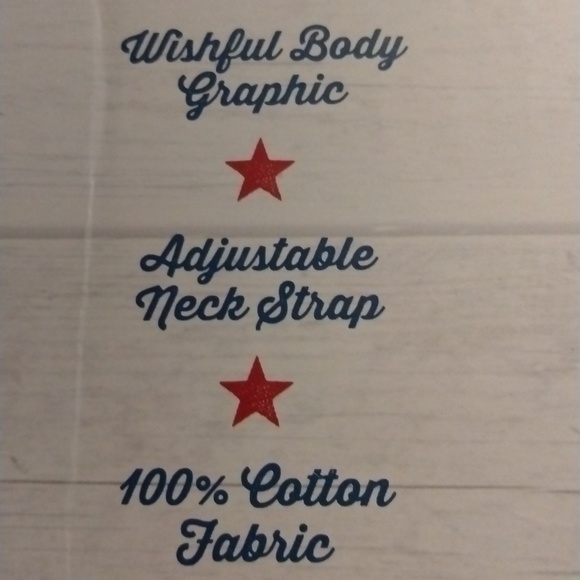 Wishful Body
Graphic
Adjustable
Neck Strap
100% Cotton
Fabric